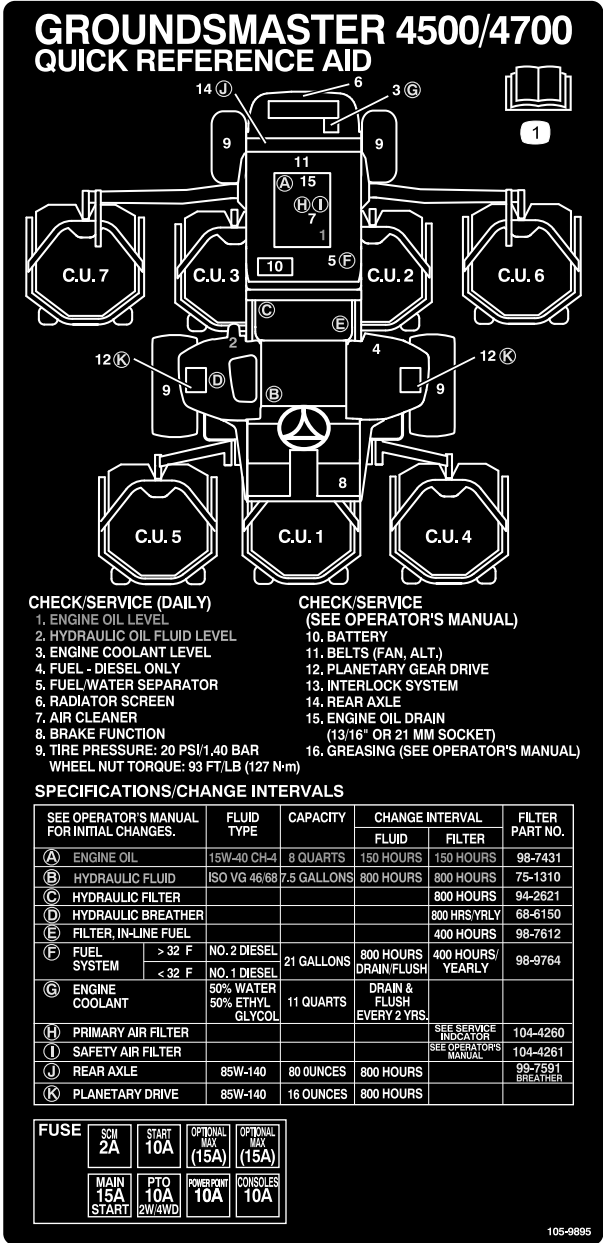 GROUNDSMASTER 4500/4700
QUICK REFERENCE AID
14 J
6
3 G
1
9
9
11
A 15
H I
7
1
10
5 F
C.U. 7
C.U. 3
C.U. 2
C.U. 6
C
E
2
4
12 K
12 K
9
D
B
9
8
C.U. 5
C.U. 1
C.U. 4
CHECK/SERVICE (DAILY)
1. ENGINE OIL LEVEL
2. HYDRAULIC OIL FLUID LEVEL
3. ENGINE COOLANT LEVEL
4. FUEL - DIESEL ONLY
5. FUEL/WATER SEPARATOR
6. RADIATOR SCREEN
7. AIR CLEANER
8. BRAKE FUNCTION
9. TIRE PRESSURE: 20 PSI/1.40 BAR
WHEEL NUT TORQUE: 93 FT/LB (127 N·m)
CHECK/SERVICE
(SEE OPERATOR'S MANUAL)
10. BATTERY
11. BELTS (FAN, ALT.)
12. PLANETARY GEAR DRIVE
13. INTERLOCK SYSTEM
14. REAR AXLE
15. ENGINE OIL DRAIN
(13/16" OR 21 MM SOCKET)
16. GREASING (SEE OPERATOR'S MANUAL)
SPECIFICATIONS/CHANGE INTERVALS
SEE OPERATOR'S MANUAL FOR INITIAL CHANGES. FLUID TYPE CAPACITY CHANGE INTERVAL FLUID FILTER FILTER PART NO.
A ENGINE OIL 15W-40 CH-4 8 QUARTS 150 HOURS 150 HOURS 98-7431
B HYDRAULIC FLUID ISO VG 46/68 7.5 GALLONS 800 HOURS 800 HOURS 75-1310
C HYDRAULIC FILTER 800 HOURS 94-2621
D HYDRAULIC BREATHER 800 HRS/YRLY 68-6150
E FILTER, IN-LINE FUEL 400 HOURS 98-7612
F FUEL SYSTEM > 32 F NO. 2 DIESEL 21 GALLONS 800 HOURS DRAIN/FLUSH 400 HOURS/ YEARLY 98-9764
< 32 F NO. 1 DIESEL
G ENGINE COOLANT 50% WATER 50% ETHYL GLYCOL 11 QUARTS DRAIN & FLUSH EVERY 2 YRS.
H PRIMARY AIR FILTER SEE SERVICE INDCATOR 104-4260
I SAFETY AIR FILTER SEE OPERATOR'S MANUAL 104-4261
J REAR AXLE 85W-140 80 OUNCES 800 HOURS 99-7591 BREATHER
K PLANETARY DRIVE 85W-140 16 OUNCES 800 HOURS
FUSE
SCM 2A
START 10A
OPTIONAL MAX (15A)
OPTIONAL MAX (15A)
MAIN 15A START
PTO 10A 2W/4WD
POWER POINT 10A
CONSOLES 10A
105-9895